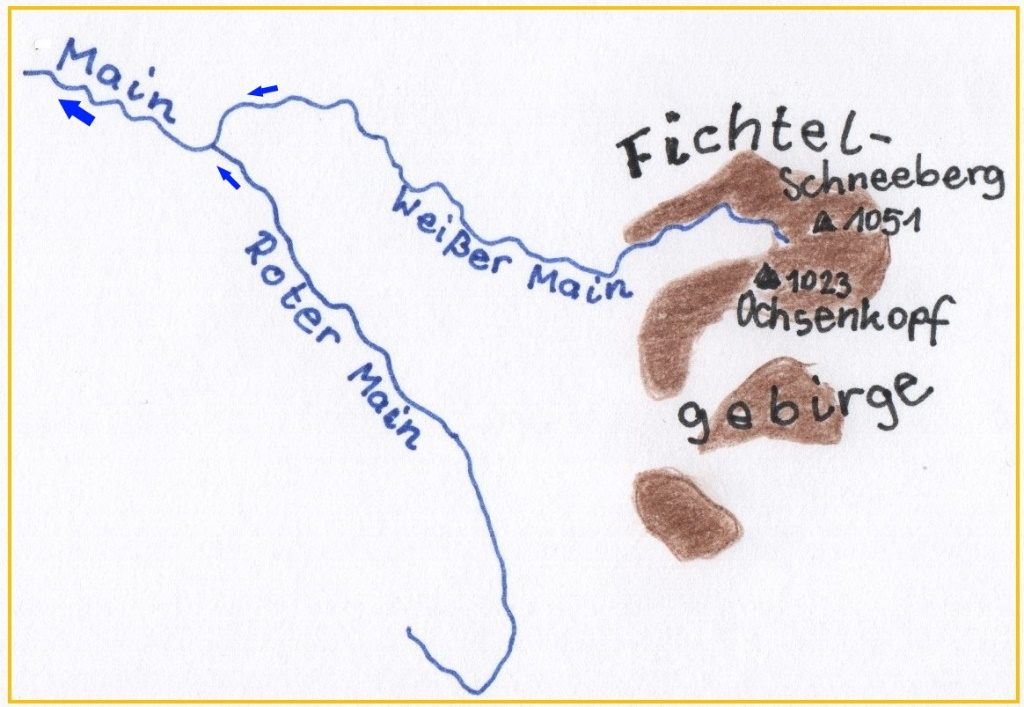 Main
Fichtel-
Schneeberg
1051
Weißer Main
Roter Main
1023
Ochsenkopf
gebirge